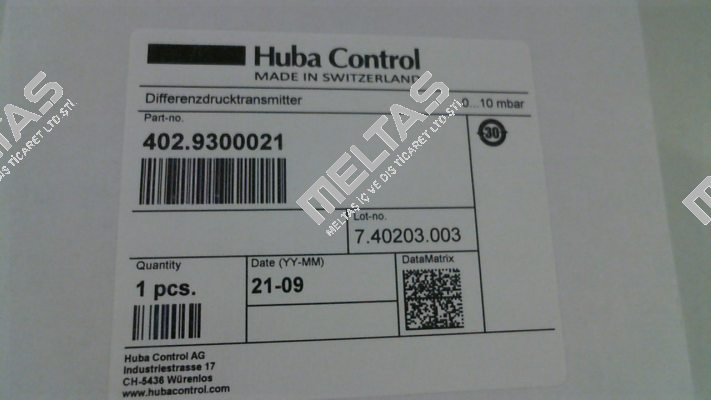 Huba Control
MADE IN SWITZERLAND
Differenzdrucktransmitter
0...10 mbar
Part-no.
402.9300021
30
Lot-no.
7.40203.003
Quantity
1 pcs.
Date (YY-MM)
21-09
DataMatrix
Huba Control AG
Industriestrasse 17
CH-5436 Würenlos
www.hubacontrol.com
MELTAS
MELTAS İÇ VE DIŞ TİCARET LTD.ŞTİ.